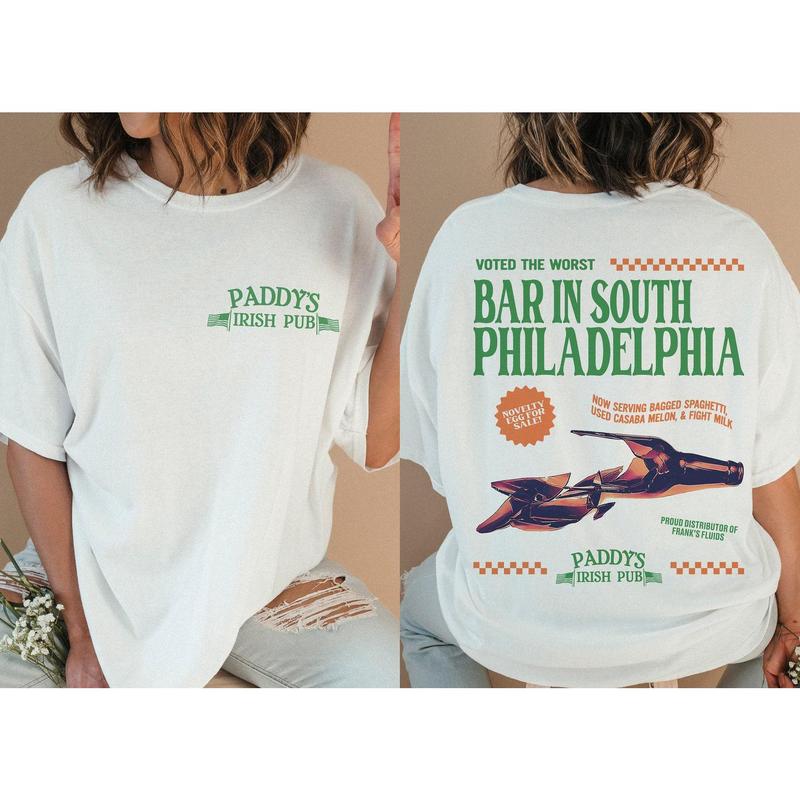 PADDY'S
IRISH PUB
VOTED THE WORST
BAR IN SOUTH
PHILADELPHIA
NOVELTY
EGG FOR
SALE!
NOW SERVING BAGGED SPAGHETTI,
USED CASABA MELON, & FIGHT MILK
PROUD DISTRIBUTOR OF
FRANK'S FLUIDS
PADDY'S
IRISH PUB